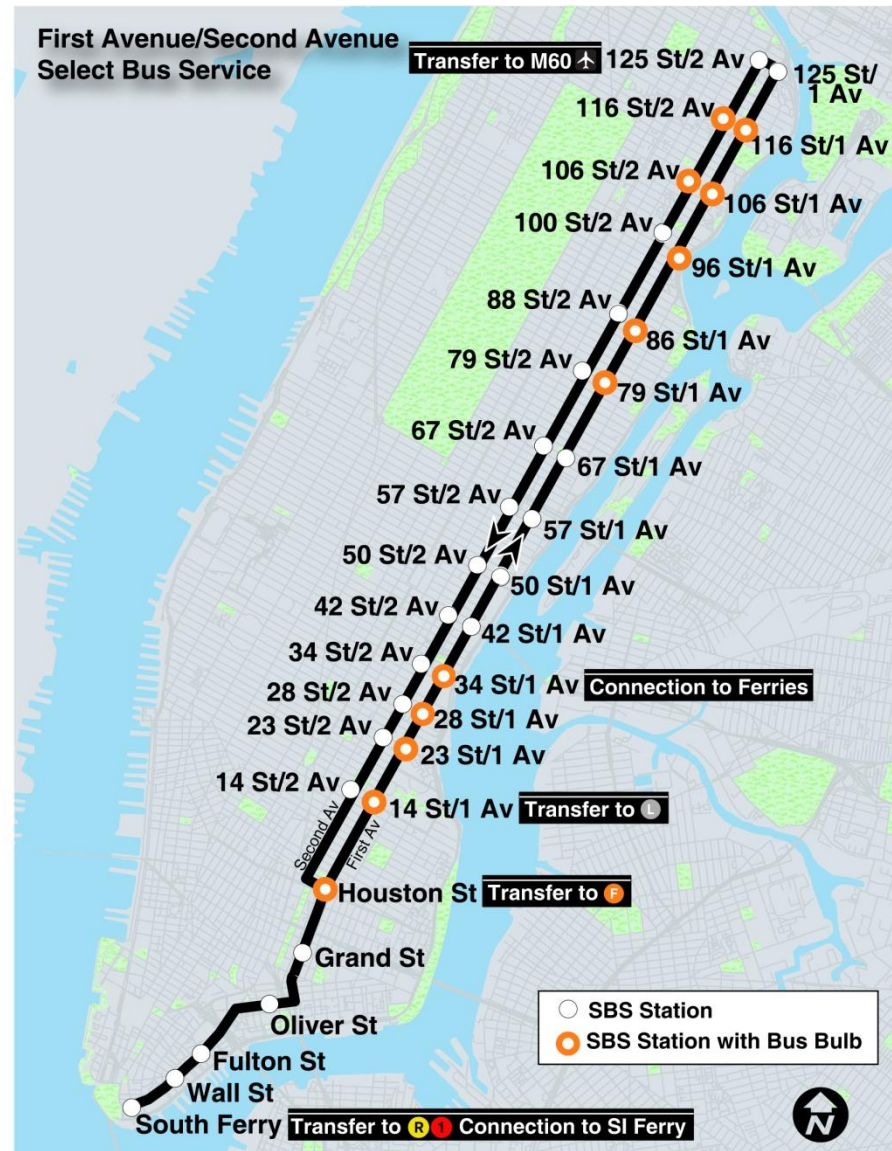 First Avenue/Second Avenue
Select Bus Service
Transfer to M60
125 St/2 Av
125 St/
1 Av
116 St/2 Av
116 St/1 Av
106 St/2 Av
106 St/1 Av
100 St/2 Av
96 St/1 Av
88 St/2 Av
86 St/1 Av
79 St/2 Av
79 St/1 Av
67 St/2 Av
67 St/1 Av
57 St/2 Av
57 St/1 Av
50 St/2 Av
50 St/1 Av
42 St/2 Av
42 St/1 Av
34 St/2 Av
34 St/1 Av Connection to Ferries
28 St/2 Av
28 St/1 Av
23 St/2 Av
23 St/1 Av
14 St/2 Av
14 St/1 Av Transfer to L
Second Av
First Av
Houston St Transfer to F
Grand St
Oliver St
Fulton St
Wall St
South Ferry Transfer to R 1 Connection to SI Ferry
SBS Station
SBS Station with Bus Bulb
N